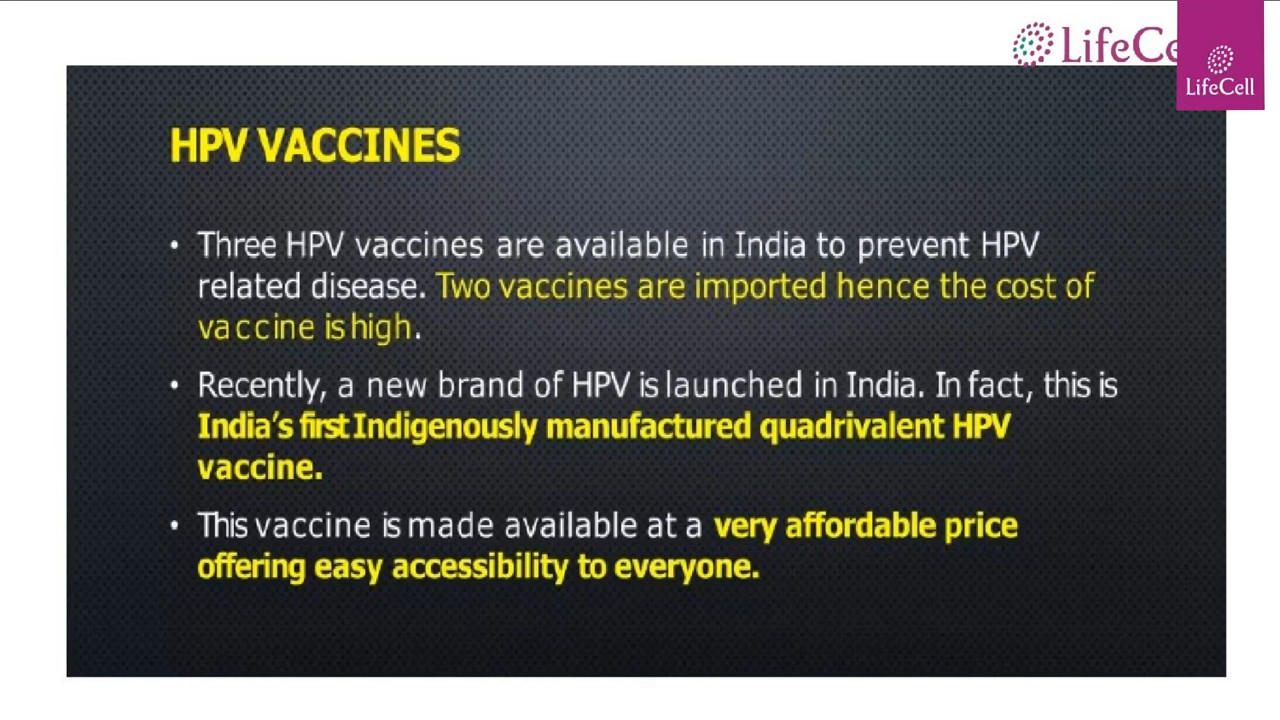 LifeCe
LifeCell
HPV VACCINES
• Three HPV vaccines are available in India to prevent HPV
related disease. Two vaccines are imported hence the cost of
vaccine is high.
• Recently, a new brand of HPV is launched in India. In fact, this is
India's first Indigenously manufactured quadrivalent HPV
vaccine.
• This vaccine is made available at a very affordable price
offering easy accessibility to everyone.